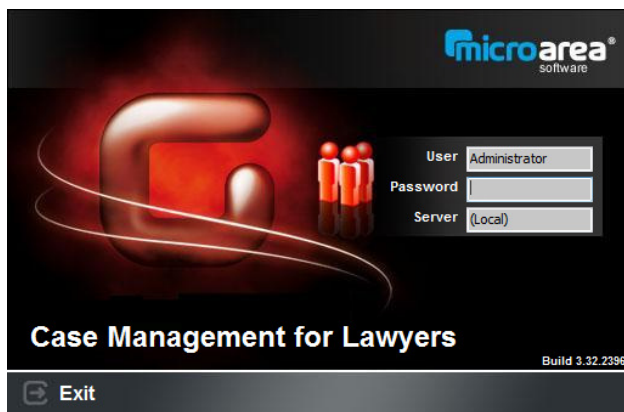 microarea®
software
User Administrator
Password
Server (Local)
Case Management for Lawyers
Build 3.32.2396
Exit